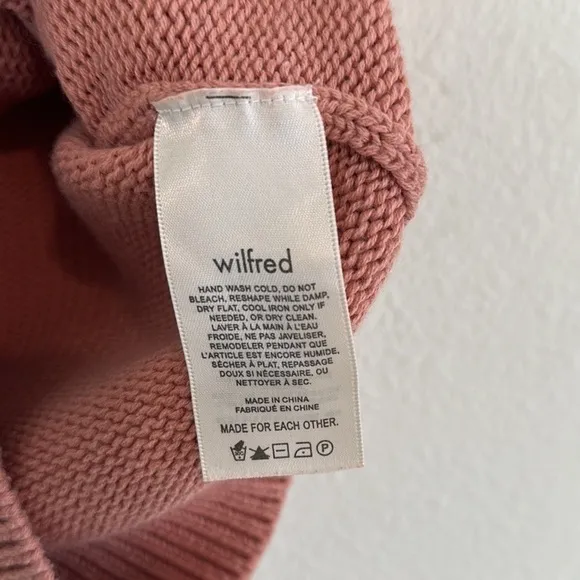 wilfred
HAND WASH COLD, DO NOT
BLEACH, RESHAPE WHILE DAMP,
DRY FLAT, COOL IRON ONLY IF
NEEDED, OR DRY CLEAN.
LAVER À LA MAIN À L'EAU
FROIDE, NE PAS JAVELISER,
REMODELER PENDANT QUE
L'ARTICLE EST ENCORE HUMIDE,
SÉCHER À PLAT, REPASSAGE
DOUX SI NÉCESSAIRE, OU
NETTOYER À SEC.
MADE IN CHINA
FABRIQUÉ EN CHINE
MADE FOR EACH OTHER.
P